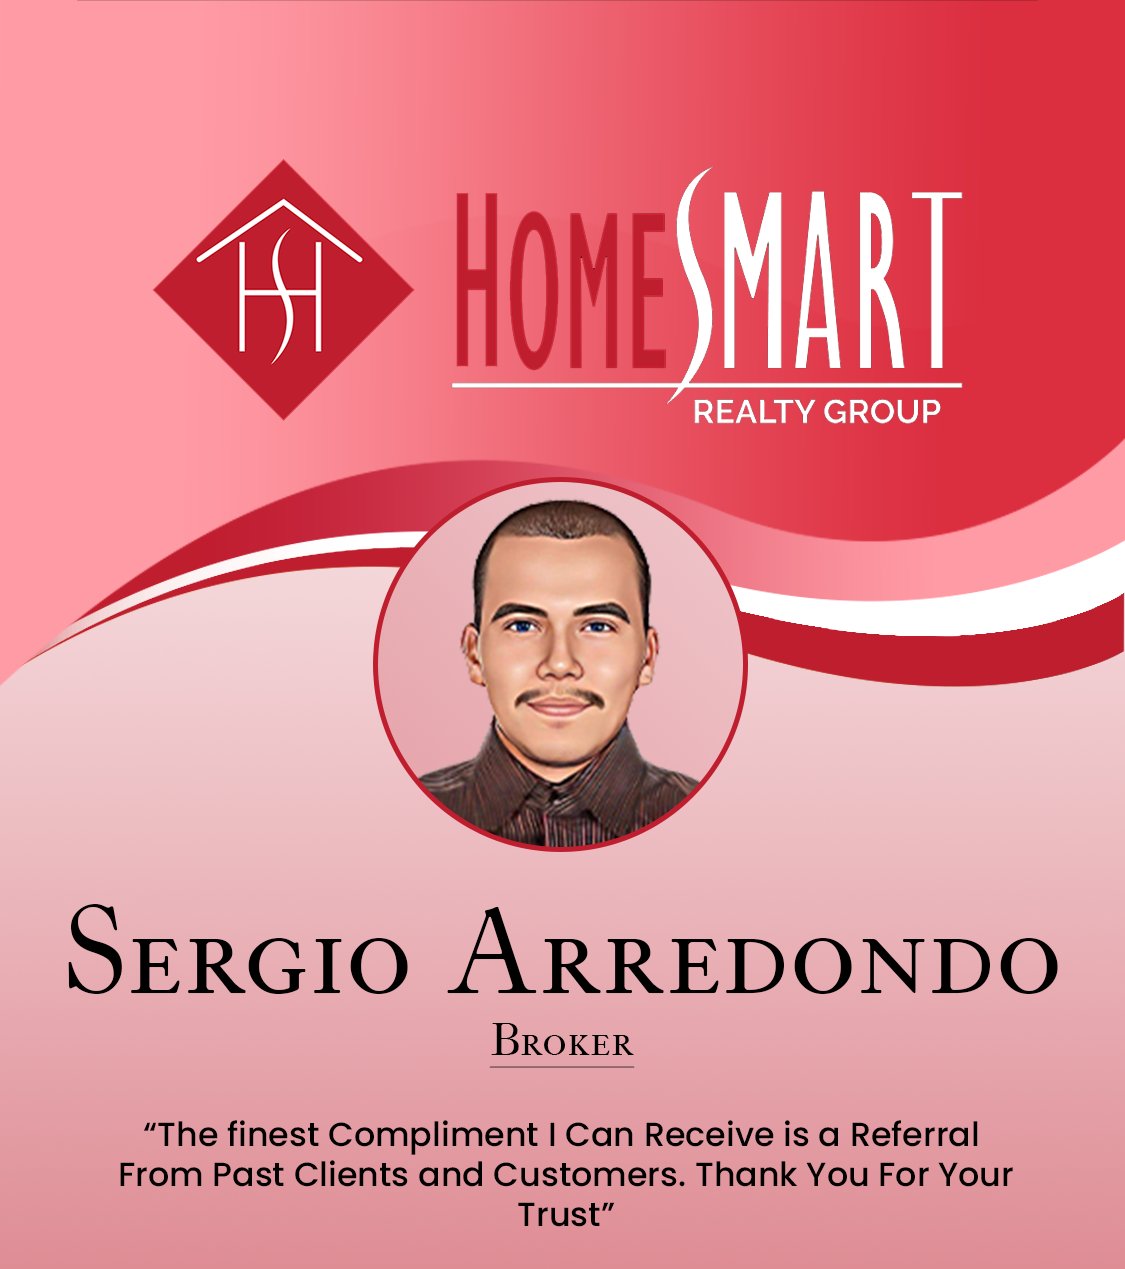 HS
HOMESMART
REALTY GROUP
SERGIO ARREDONDO
BROKER
“The finest Compliment I Can Receive is a Referral
From Past Clients and Customers. Thank You For Your
Trust”